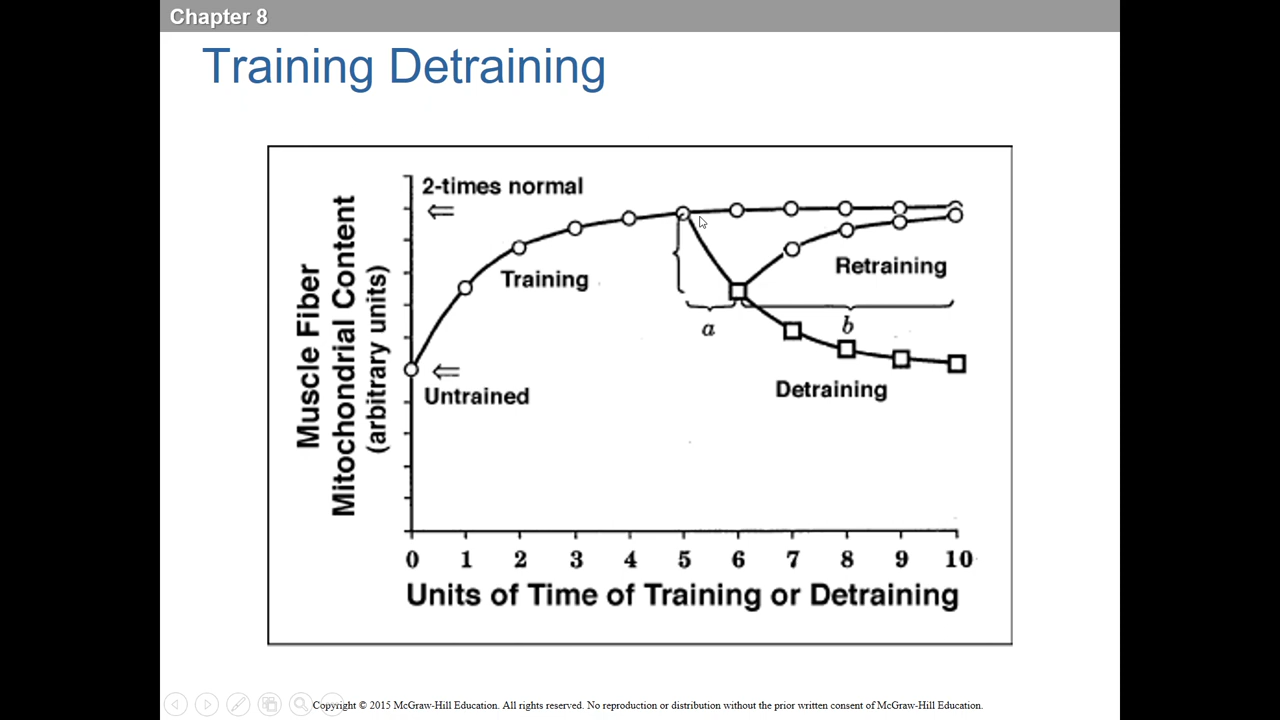 Chapter 8
Training Detraining
2-times normal
⇐
Training
Retraining
a
b
⇐
Untrained
Detraining
Muscle Fiber
Mitochondrial Content
(arbitrary units)
0 1 2 3 4 5 6 7 8 9 10
Units of Time of Training or Detraining
Copyright © 2015 McGraw-Hill Education. All rights reserved. No reproduction or distribution without the prior written consent of McGraw-Hill Education.